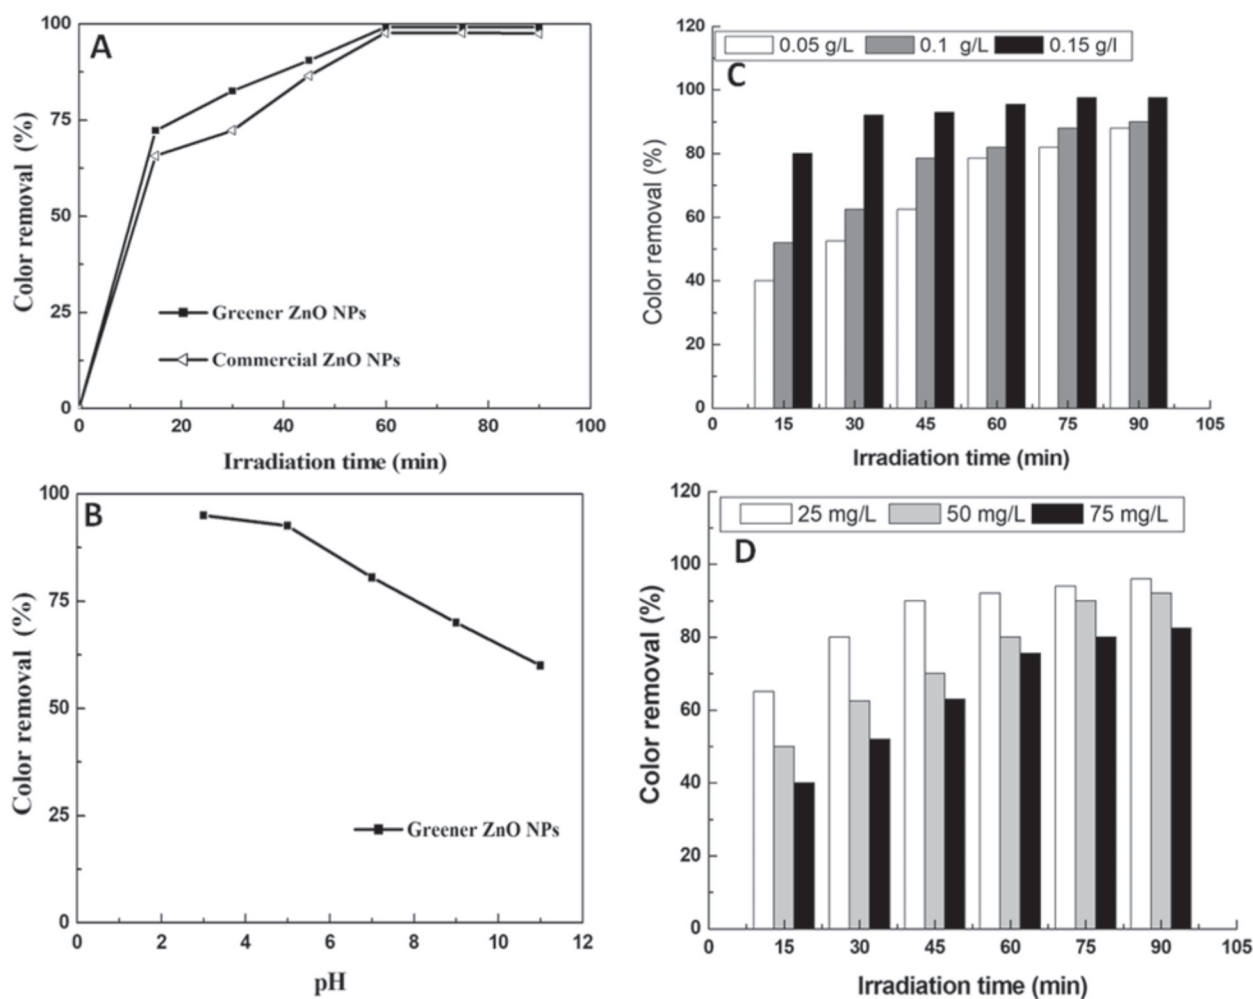 A
Color removal (%)
100
75
50
25
0
Greener ZnO NPs
Commercial ZnO NPs
0 20 40 60 80 100
Irradiation time (min)
C
0.05 g/L 0.1 g/L 0.15 g/l
Color removal (%)
120
100
80
60
40
20
0
0 15 30 45 60 75 90 105
Irradiation time (min)
B
Color removal (%)
100
75
50
25
0
Greener ZnO NPs
0 2 4 6 8 10 12
pH
D
25 mg/L 50 mg/L 75 mg/L
Color removal (%)
120
100
80
60
40
20
0
0 15 30 45 60 75 90 105
Irradiation time (min)